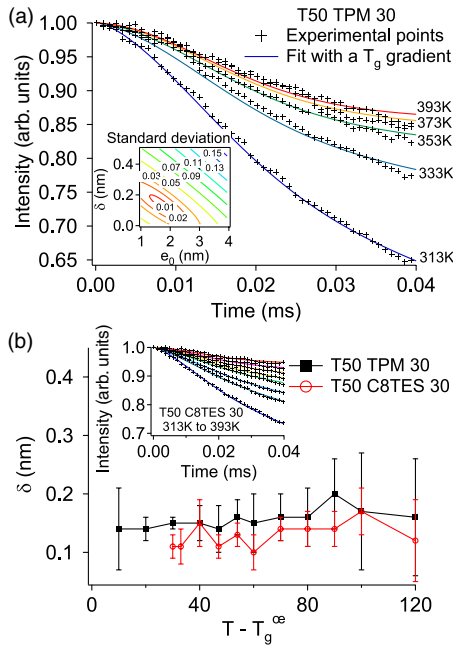 (a)
T50 TPM 30
Experimental points
Fit with a Tg gradient
1.00
0.95
0.90
0.85
0.80
0.75
0.70
0.65
Intensity (arb. units)
393K
373K
353K
333K
313K
Standard deviation
0.4
0.2
0.0
δ (nm)
0.15
0.11
0.13
0.07
0.09
0.03
0.05
0.01
0.02
1 2 3 4
e0 (nm)
0.00 0.01 0.02 0.03 0.04
Time (ms)
(b)
T50 TPM 30
T50 C8TES 30
1.0
0.9
0.8
0.7
Intensity (arb. units)
T50 C8TES 30
313K to 393K
0.00 0.02 0.04
Time (ms)
0.4
0.3
0.2
0.1
δ (nm)
0 40 80 120
T - Tgœ